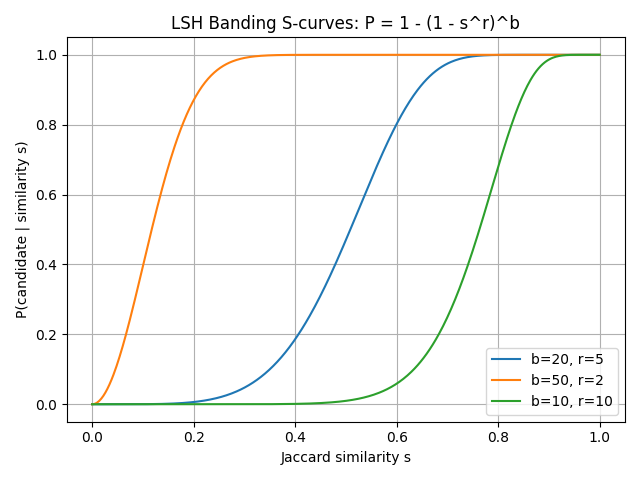 LSH Banding S-curves: P = 1 - (1 - s^r)^b
P(candidate | similarity s)
1.0
0.8
0.6
0.4
0.2
0.0
b=20, r=5
b=50, r=2
b=10, r=10
0.0 0.2 0.4 0.6 0.8 1.0
Jaccard similarity s